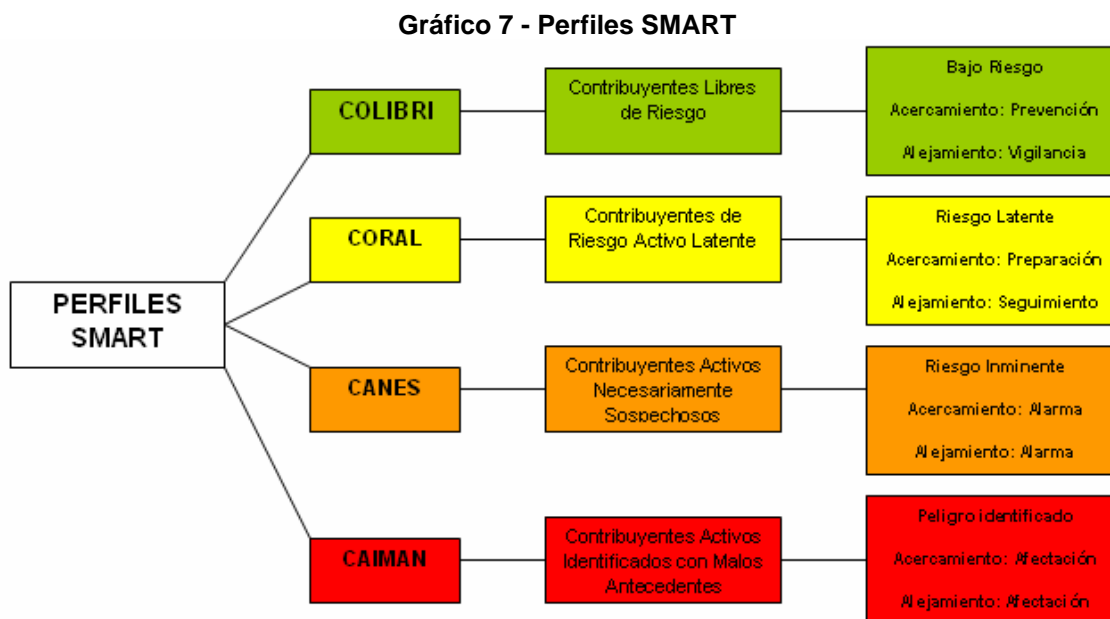 Gráfico 7 - Perfiles SMART
PERFILES
SMART
COLIBRI
Contribuyentes Libres
de Riesgo
Bajo Riesgo
Acercamiento: Prevención
Alejamiento: Vigilancia
CORAL
Contribuyentes de
Riesgo Activo Latente
Riesgo Latente
Acercamiento: Preparación
Alejamiento: Seguimiento
CANES
Contribuyentes Activos
Necesariamente
Sospechosos
Riesgo Inminente
Acercamiento: Alarma
Alejamiento: Alarma
CAIMAN
Contribuyentes Activos
Identificados con Malos
Antecedentes
Peligro identificado
Acercamiento: Afectación
Alejamiento: Afectación